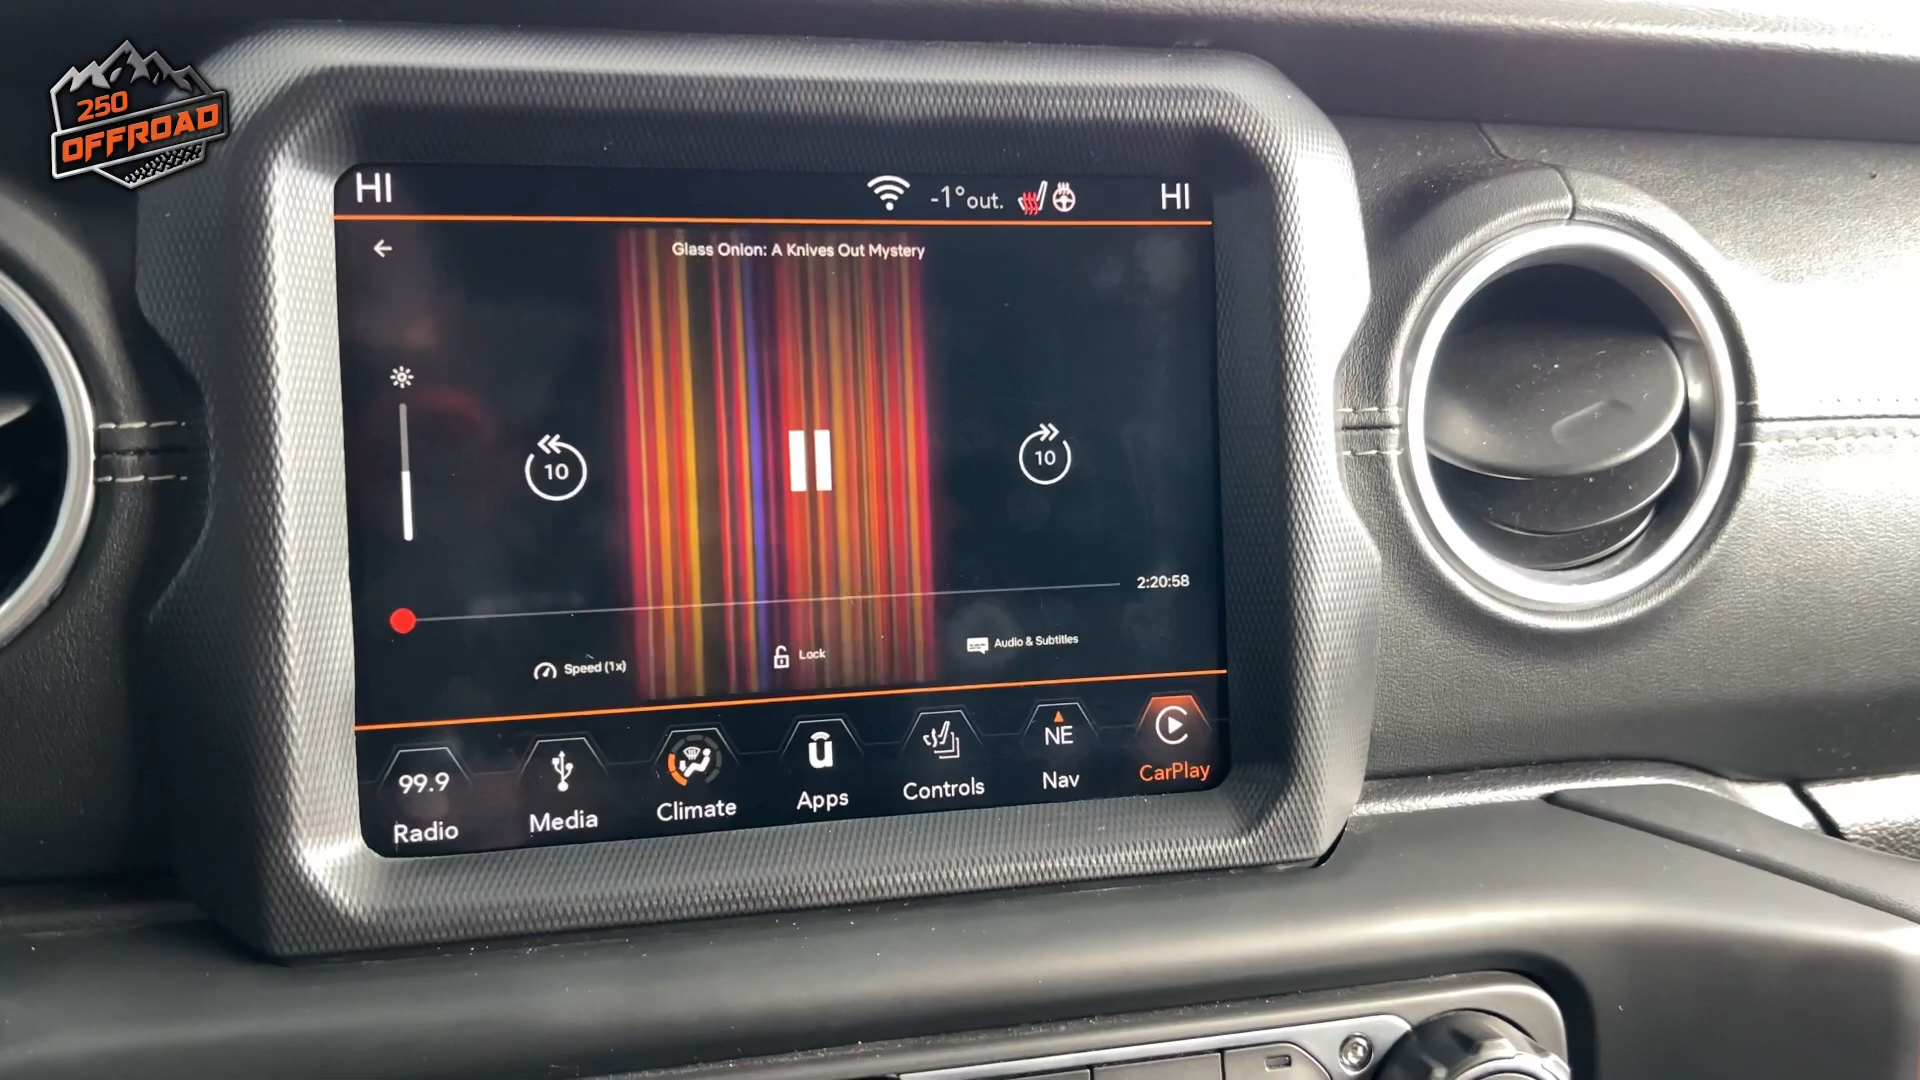 250
OFFROAD
HI
-1°out.
HI
Glass Onion: A Knives Out Mystery
10
10
2:20:58
Speed (1x)
Lock
Audio & Subtitles
99.9
NE
Radio
Media
Climate
Apps
Controls
Nav
CarPlay